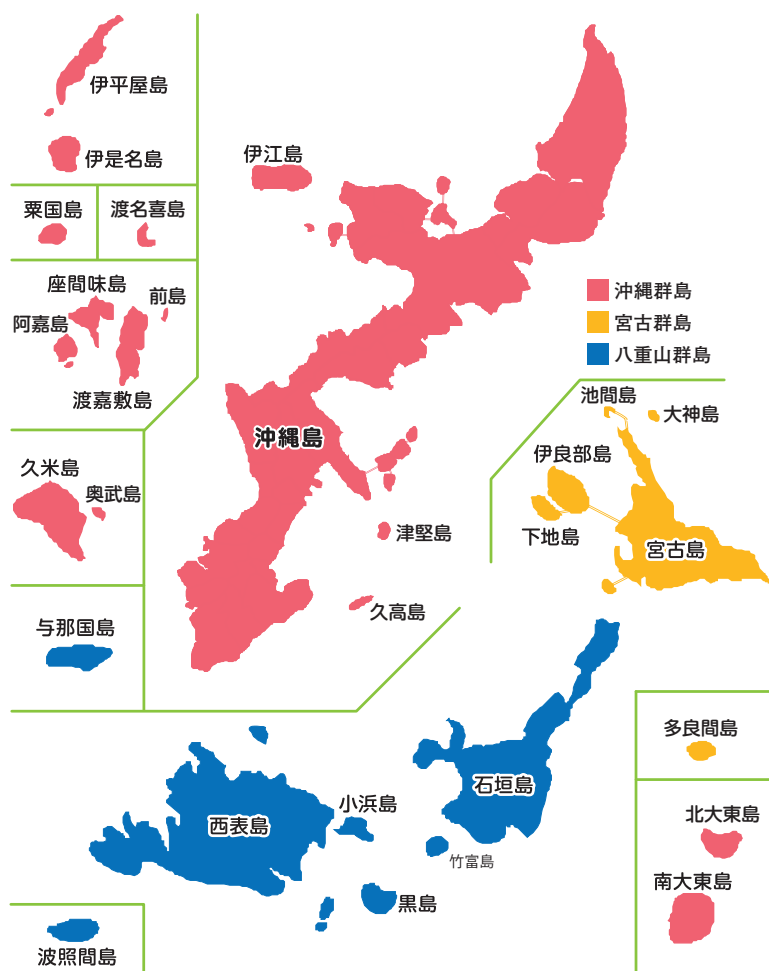 伊平屋島
伊是名島
伊江島
粟国島
渡名喜島
座間味島
前島
阿嘉島
渡嘉敷島
沖縄群島
宮古群島
八重山群島
沖縄島
久米島
奥武島
池間島
大神島
伊良部島
下地島
宮古島
津堅島
久高島
与那国島
多良間島
石垣島
小浜島
西表島
竹富島
北大東島
南大東島
黒島
波照間島